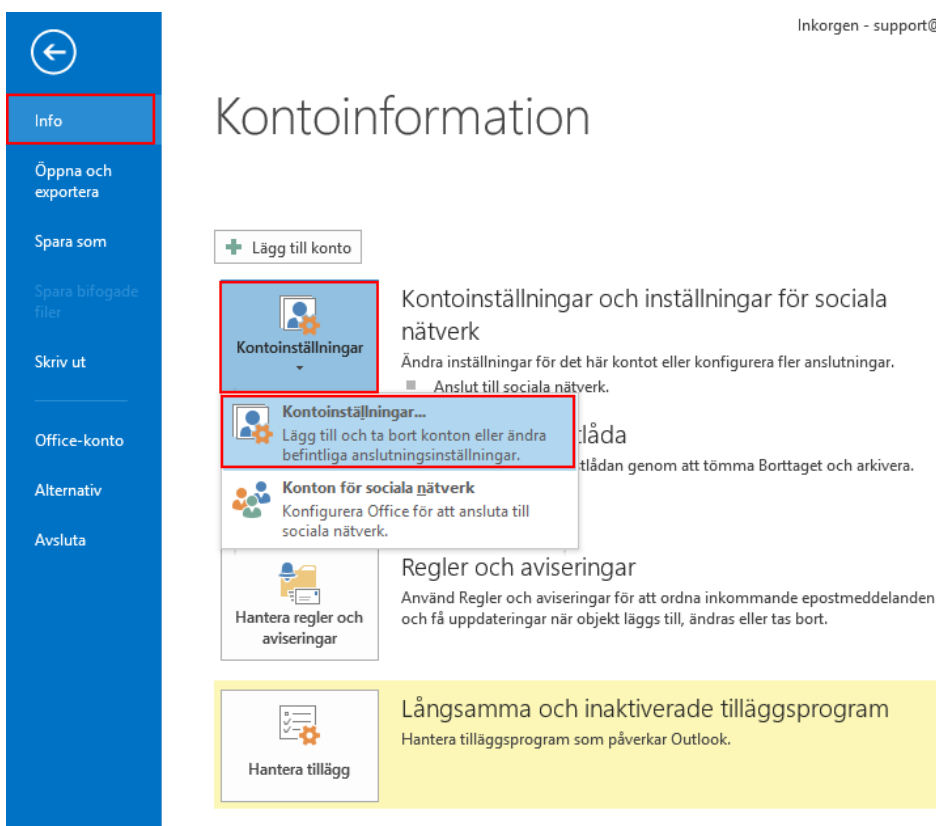 Inkorgen - support@
Info
Öppna och
exportera
Spara som
Spara bifogade
filer
Skriv ut
Office-konto
Alternativ
Avsluta
Kontoinformation
Lägg till konto
Kontoinställningar
Kontoinställningar och inställningar för sociala
nätverk
Ändra inställningar för det här kontot eller konfigurera fler anslutningar.
Anslut till sociala nätverk.
Kontoinställningar...
Lägg till och ta bort konton eller ändra
befintliga anslutningsinställningar.
Konton för sociala nätverk
Konfigurera Office för att ansluta till
sociala nätverk.
tlåda
tlådan genom att tömma Borttaget och arkivera.
Hantera regler och
aviseringar
Regler och aviseringar
Använd Regler och aviseringar för att ordna inkommande epostmeddelanden
och få uppdateringar när objekt läggs till, ändras eller tas bort.
Hantera tillägg
Långsamma och inaktiverade tilläggsprogram
Hantera tilläggsprogram som påverkar Outlook.